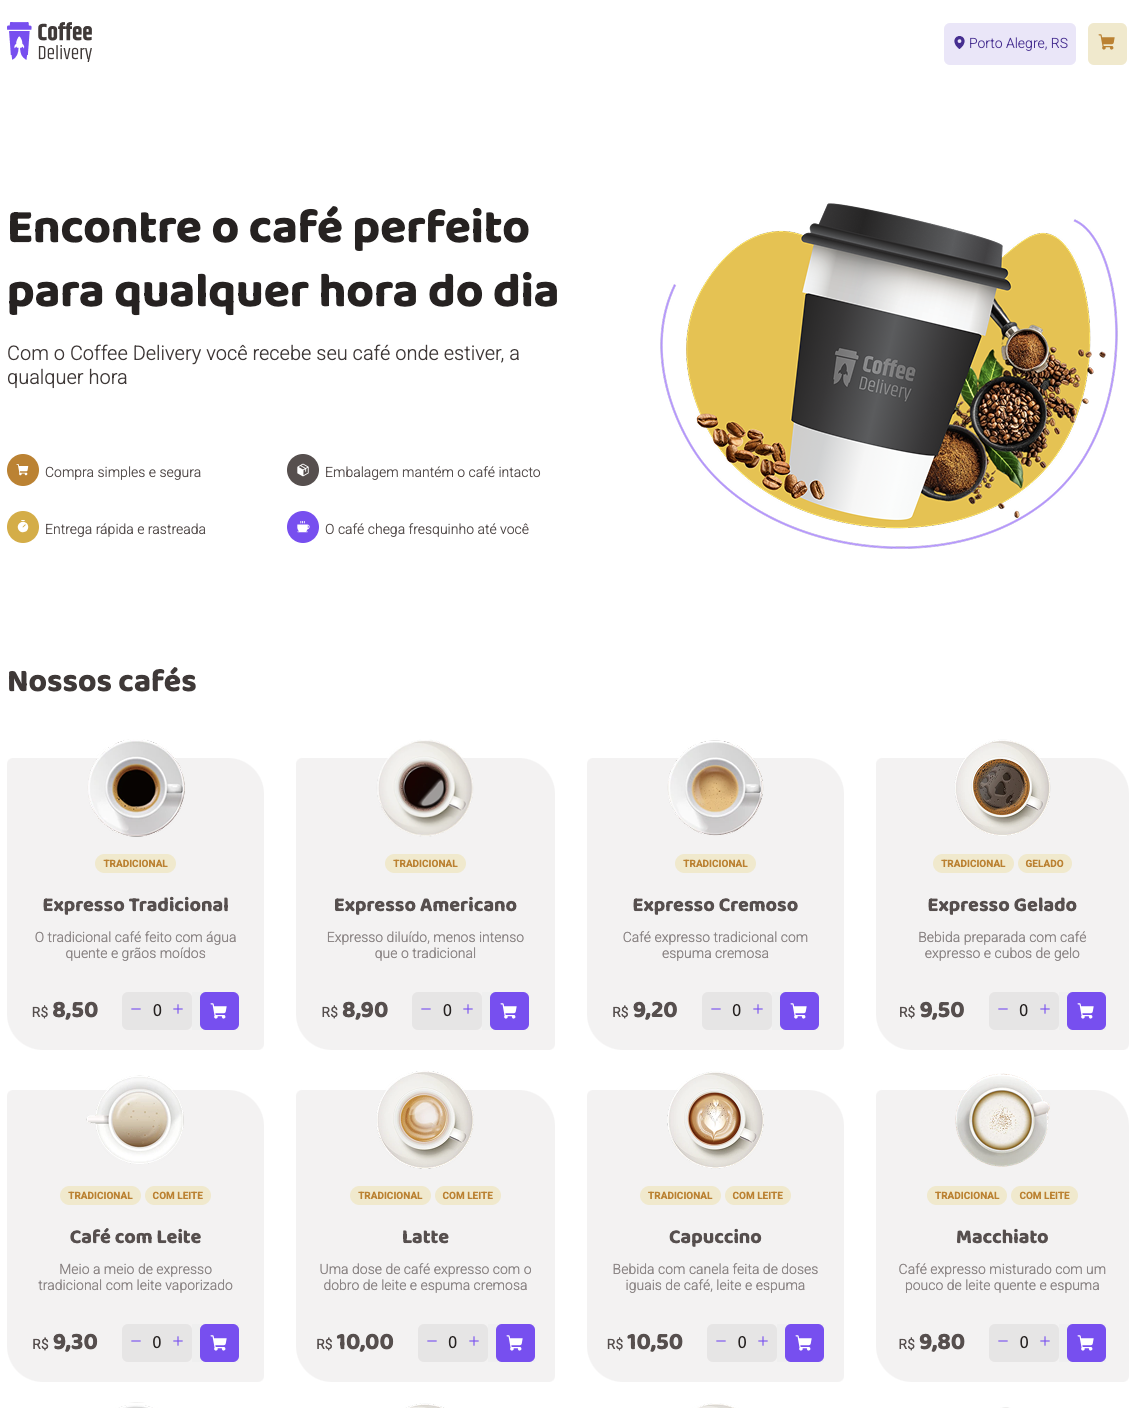 Coffee
Delivery
Porto Alegre, RS
Encontre o café perfeito
para qualquer hora do dia
Com o Coffee Delivery você recebe seu café onde estiver, a
qualquer hora
Compra simples e segura
Embalagem mantém o café intacto
Entrega rápida e rastreada
O café chega fresquinho até você
Coffee
Delivery
Nossos cafés
TRADICIONAL
Expresso Tradicional
O tradicional café feito com água
quente e grãos moídos
R$ 8,50 − 0 +
TRADICIONAL
Expresso Americano
Expresso diluído, menos intenso
que o tradicional
R$ 8,90 − 0 +
TRADICIONAL
Expresso Cremoso
Café expresso tradicional com
espuma cremosa
R$ 9,20 − 0 +
TRADICIONAL GELADO
Expresso Gelado
Bebida preparada com café
expresso e cubos de gelo
R$ 9,50 − 0 +
TRADICIONAL COM LEITE
Café com Leite
Meio a meio de expresso
tradicional com leite vaporizado
R$ 9,30 − 0 +
TRADICIONAL COM LEITE
Latte
Uma dose de café expresso com o
dobro de leite e espuma cremosa
R$ 10,00 − 0 +
TRADICIONAL COM LEITE
Capuccino
Bebida com canela feita de doses
iguais de café, leite e espuma
R$ 10,50 − 0 +
TRADICIONAL COM LEITE
Macchiato
Café expresso misturado com um
pouco de leite quente e espuma
R$ 9,80 − 0 +